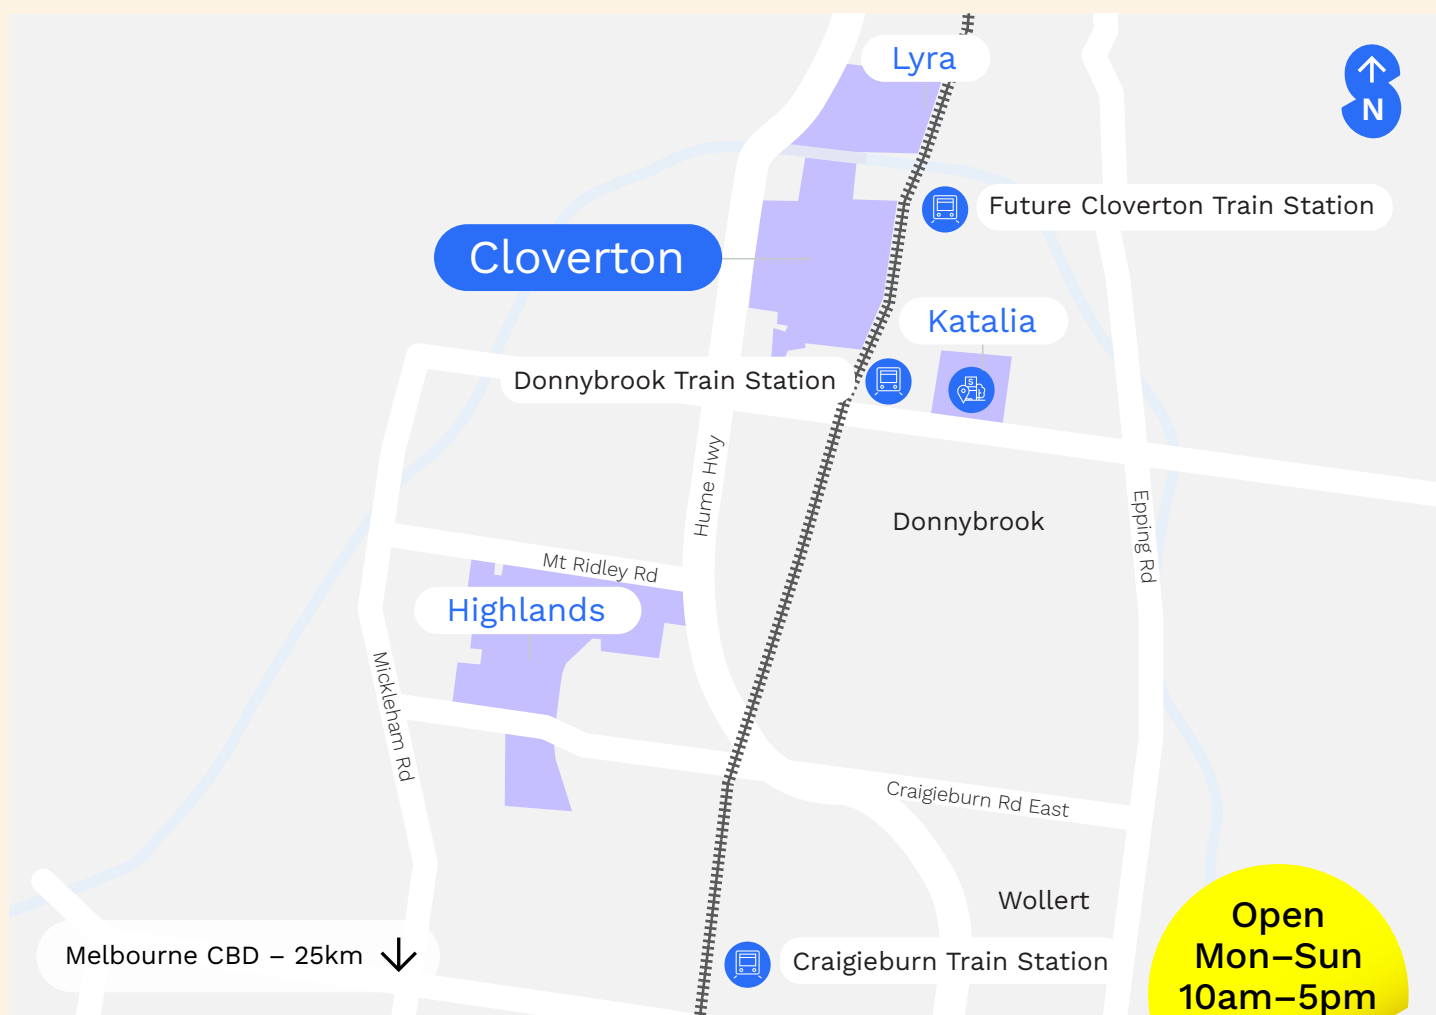 Lyra
N
Future Cloverton Train Station
Cloverton
Katalia
Donnybrook Train Station
S
Hume Hwy
Donnybrook
Epping Rd
Mt Ridley Rd
Highlands
Mickleham Rd
Craigieburn Rd East
Wollert
Open
Mon–Sun
10am–5pm
Melbourne CBD – 25km
Craigieburn Train Station